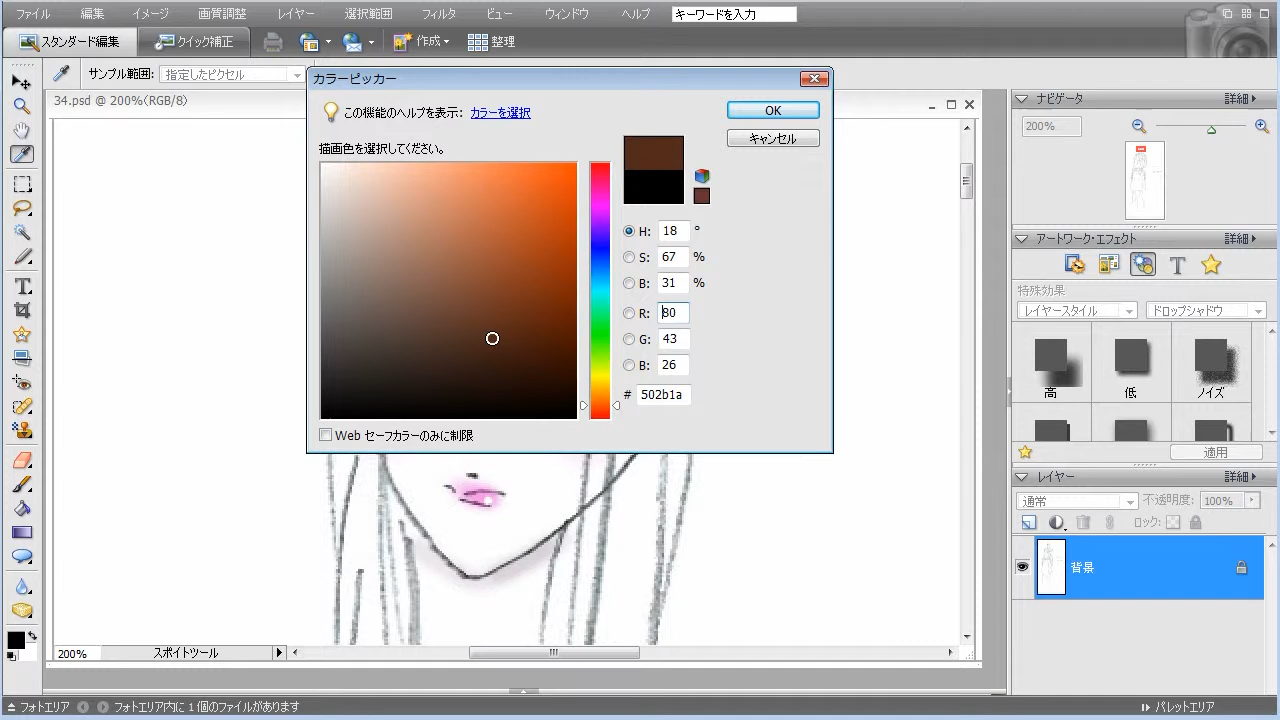 ファイル 編集 イメージ 画質調整 レイヤー 選択範囲 フィルタ ビュー ウィンドウ ヘルプ キーワードを入力
スタンダード編集 クイック補正 作成 整理
サンプル範囲: 指定したピクセル
34.psd @ 200%(RGB/8)
カラーピッカー
この機能のヘルプを表示: カラーを選択
描画色を選択してください。
OK
キャンセル
H: 18 °
S: 67 %
B: 31 %
R: 80
G: 43
B: 26
# 502b1a
Web セーフカラーのみに制限
ナビゲータ 詳細
200%
アートワーク・エフェクト 詳細
T
特殊効果
レイヤースタイル ドロップシャドウ
高 低 ノイズ
適用
レイヤー 詳細
通常 不透明度: 100%
ロック:
背景
200% スポイトツール
フォトエリア フォトエリア内に 1 個のファイルがあります パレットエリア